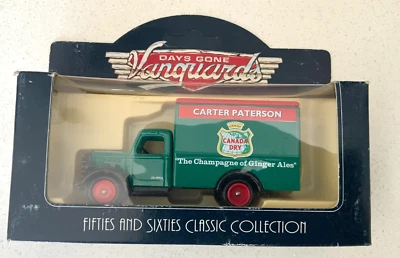 DAYS GONE
Vanguards
CARTER PATERSON
CANADA
DRY
"The Champagne of Ginger Ales"
FIFTIES AND SIXTIES CLASSIC COLLECTION